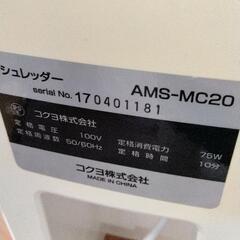 シュレッダー AMS-MC20
serial No. 170401181
コクヨ株式会社
定格電圧 100V 定格消費電力 75W
定格周波数 50/60Hz 定格時間 10分
コクヨ株式会社
MADE IN CHINA